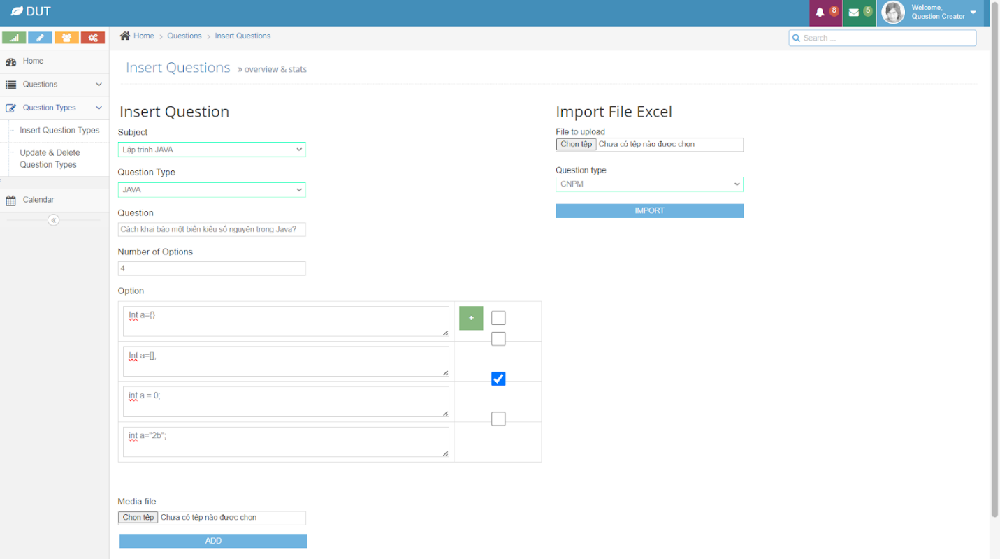 DUT
8
5
Welcome,
Question Creator
Home
Questions
Insert Questions
Search ...
Home
Questions
Question Types
Insert Question Types
Update & Delete
Question Types
Calendar
Insert Questions
» overview & stats
Insert Question
Subject
Lập trình JAVA
Question Type
JAVA
Question
Cách khai báo một biến kiểu số nguyên trong Java?
Number of Options
4
Option
Int a={}
+
Int a=[];
int a = 0;
int a="2b";
Media file
Chọn tệp Chưa có tệp nào được chọn
ADD
Import File Excel
File to upload
Chọn tệp Chưa có tệp nào được chọn
Question type
CNPM
IMPORT